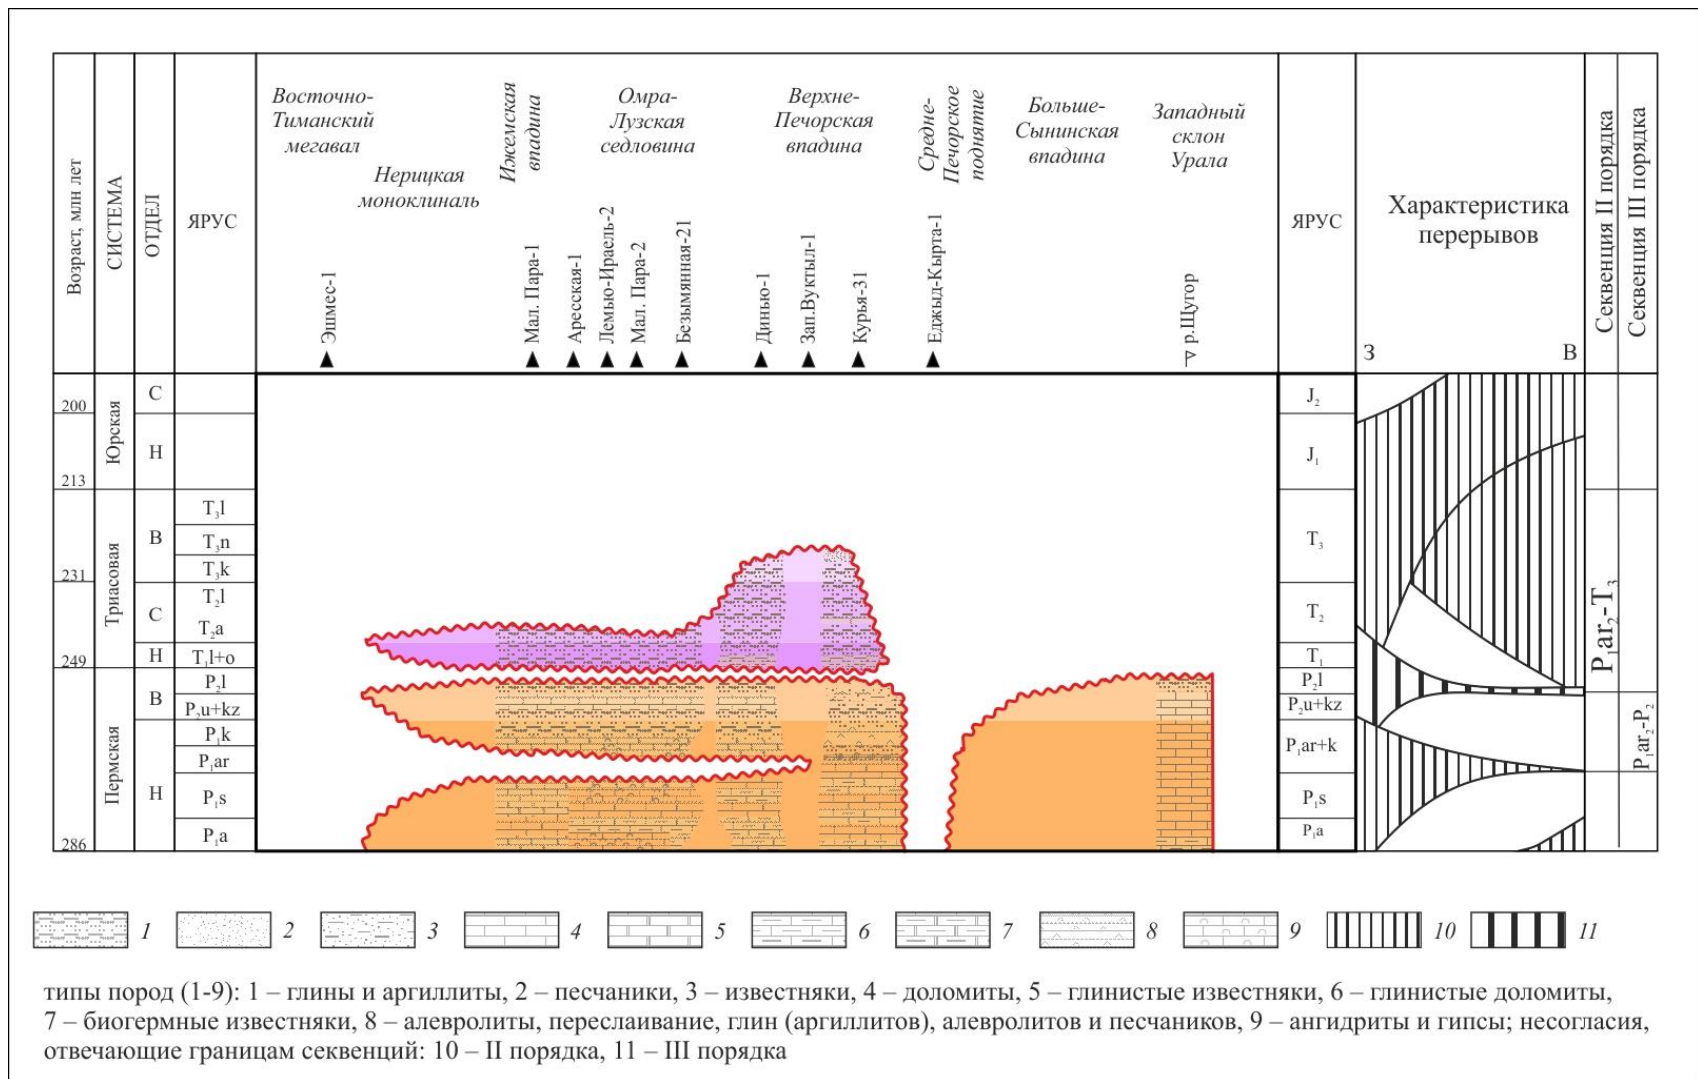 Возраст, млн лет
СИСТЕМА
ОТДЕЛ
ЯРУС
Восточно-
Тиманский
мегавал
Нерицкая
моноклиналь
Ижемская
впадина
Омра-
Лузская
седловина
Верхне-
Печорская
впадина
Средне-
Печорское
поднятие
Больше-
Сынинская
впадина
Западный
склон
Урала
Эшмес-1
Мал. Пара-1
Аресская-1
Лемью-Ираель-2
Мал. Пара-2
Безымянная-21
Динью-1
Зап.Вуктыл-1
Курья-31
Еджыд-Кырта-1
р.Щугор
ЯРУС
Характеристика
перерывов
З В
Секвенции II порядка
Секвенции III порядка
200
213
231
249
286
Юрская
Триасовая
Пермская
С
Н
В
С
Н
В
Н
T₃l
T₃n
T₃k
T₂l
T₂a
T₁l+o
P₂l
P₂u+kz
P₁k
P₁ar
P₁s
P₁a
J₂
J₁
T₃
T₂
T₁
P₂l
P₂u+kz
P₁ar+k
P₁s
P₁a
P₁ar₂-T₃
P₁ar₂-P₂
1 2 3 4 5 6 7 8 9 10 11
типы пород (1-9): 1 – глины и аргиллиты, 2 – песчаники, 3 – известняки, 4 – доломиты, 5 – глинистые известняки, 6 – глинистые доломиты,
7 – биогермные известняки, 8 – алевролиты, переслаивание, глин (аргиллитов), алевролитов и песчаников, 9 – ангидриты и гипсы; несогласия,
отвечающие границам секвенций: 10 – II порядка, 11 – III порядка